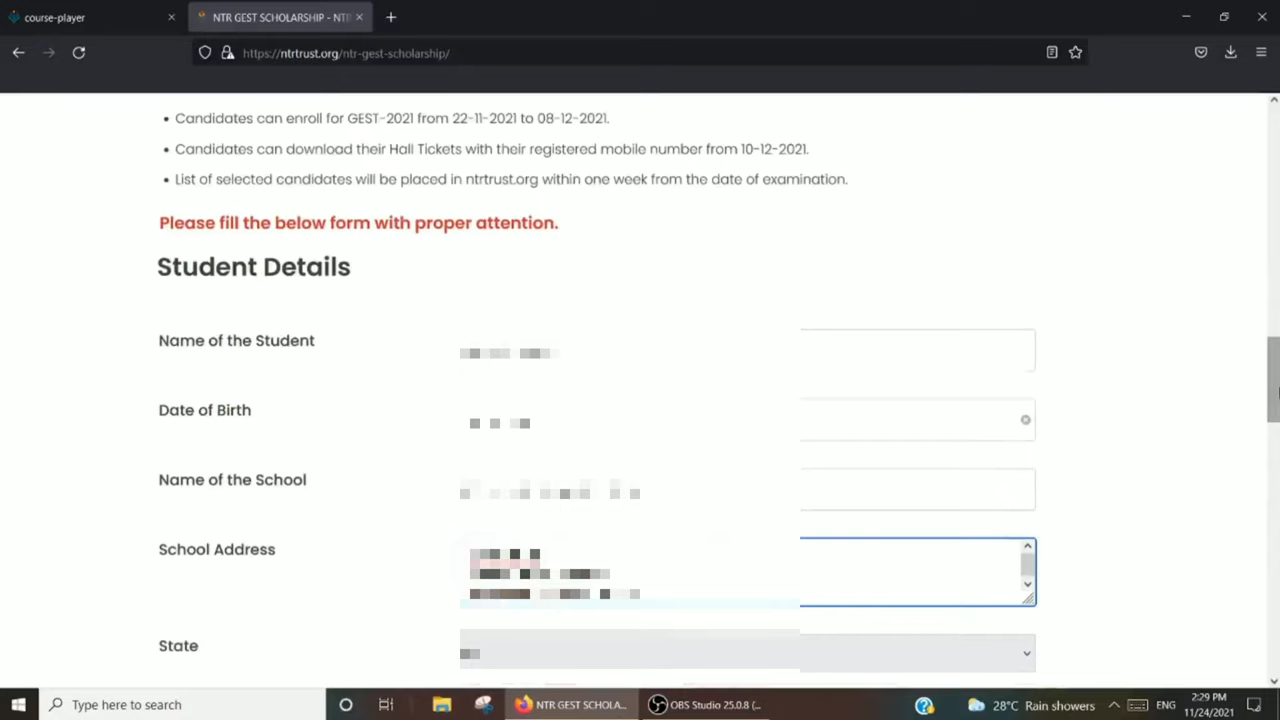 course-player
NTR GEST SCHOLARSHIP - NTR
https://ntrtrust.org/ntr-gest-scholarship/
Candidates can enroll for GEST-2021 from 22-11-2021 to 08-12-2021.
Candidates can download their Hall Tickets with their registered mobile number from 10-12-2021.
List of selected candidates will be placed in ntrtrust.org within one week from the date of examination.
Please fill the below form with proper attention.
Student Details
Name of the Student
Date of Birth
Name of the School
School Address
State
Type here to search
NTR GEST SCHOLA...
OBS Studio 25.0.8 (...
28°C Rain showers
ENG
2:29 PM
11/24/2021